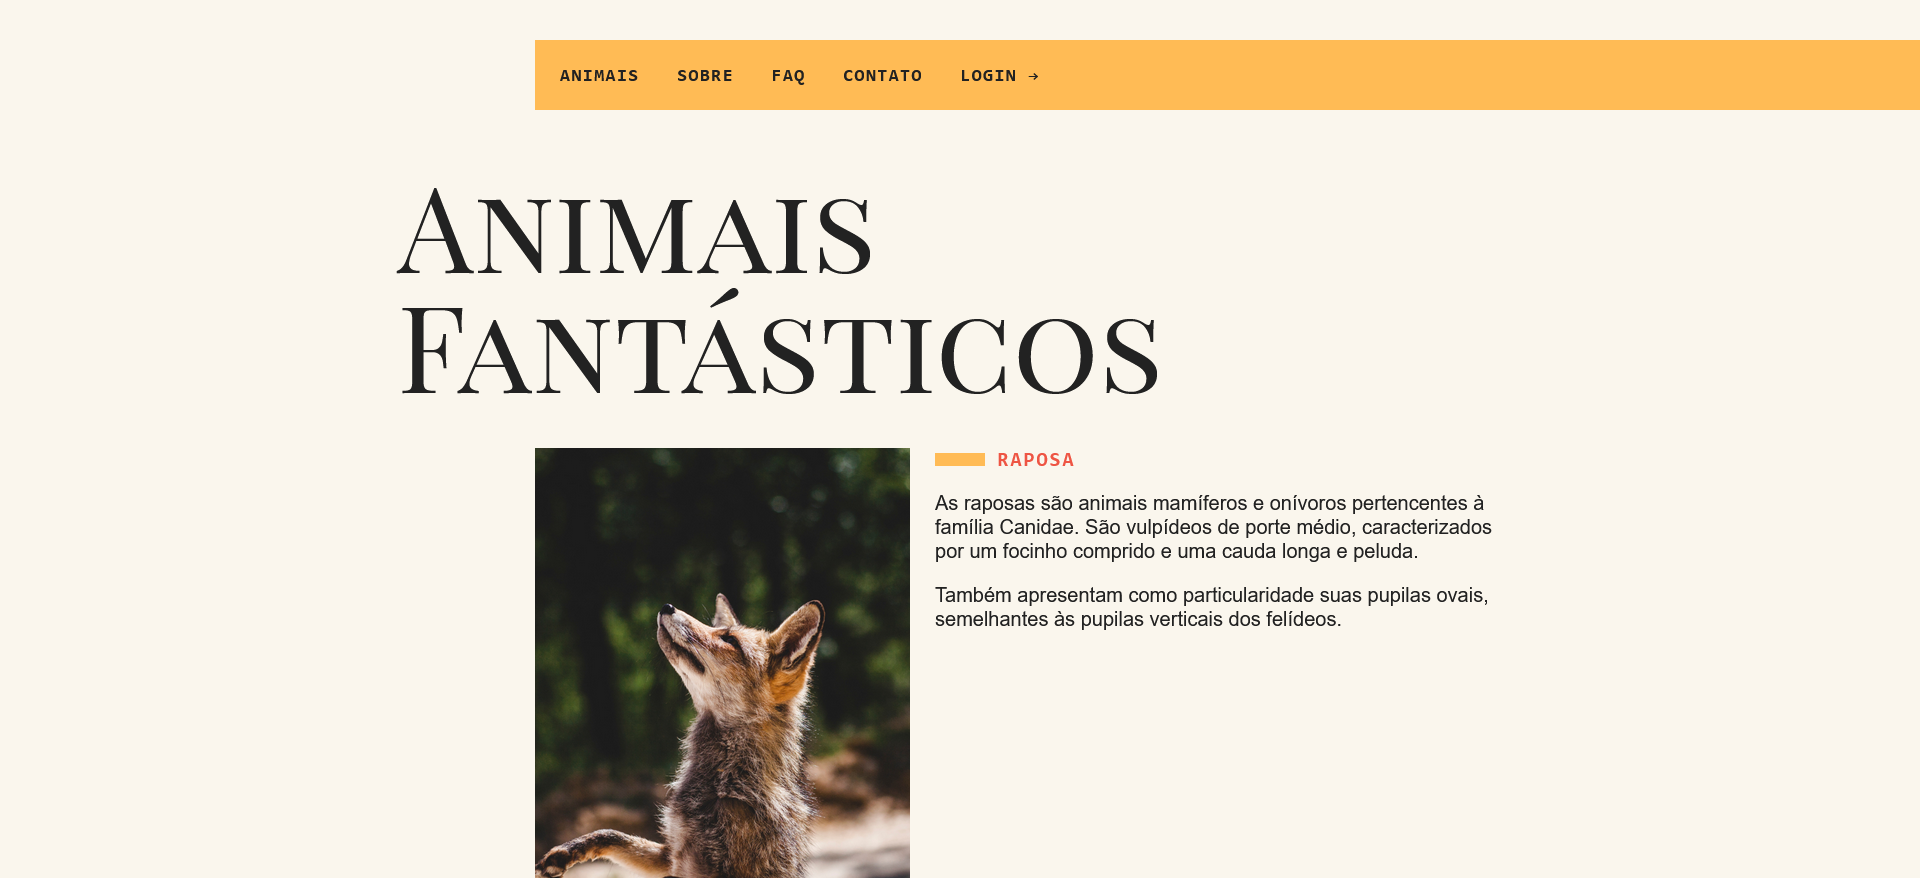 ANIMAIS SOBRE FAQ CONTATO LOGIN →
Animais
Fantásticos
RAPOSA
As raposas são animais mamíferos e onívoros pertencentes à
família Canidae. São vulpídeos de porte médio, caracterizados
por um focinho comprido e uma cauda longa e peluda.
Também apresentam como particularidade suas pupilas ovais,
semelhantes às pupilas verticais dos felídeos.